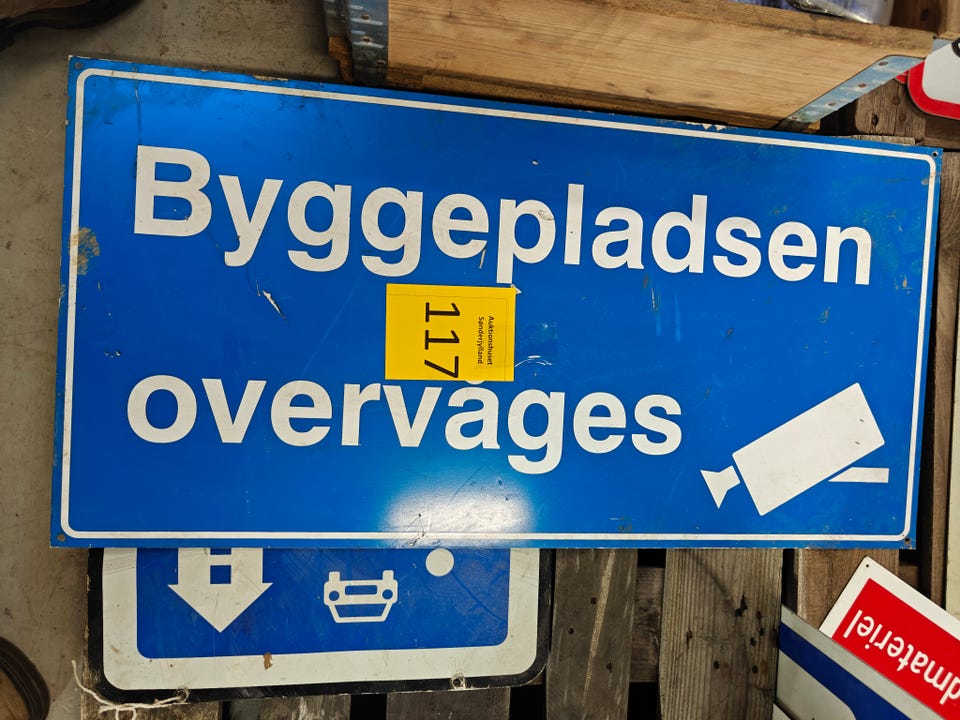 Byggepladsen
overvåges
Auktionshuset
Sønderjylland
117
dmateriel